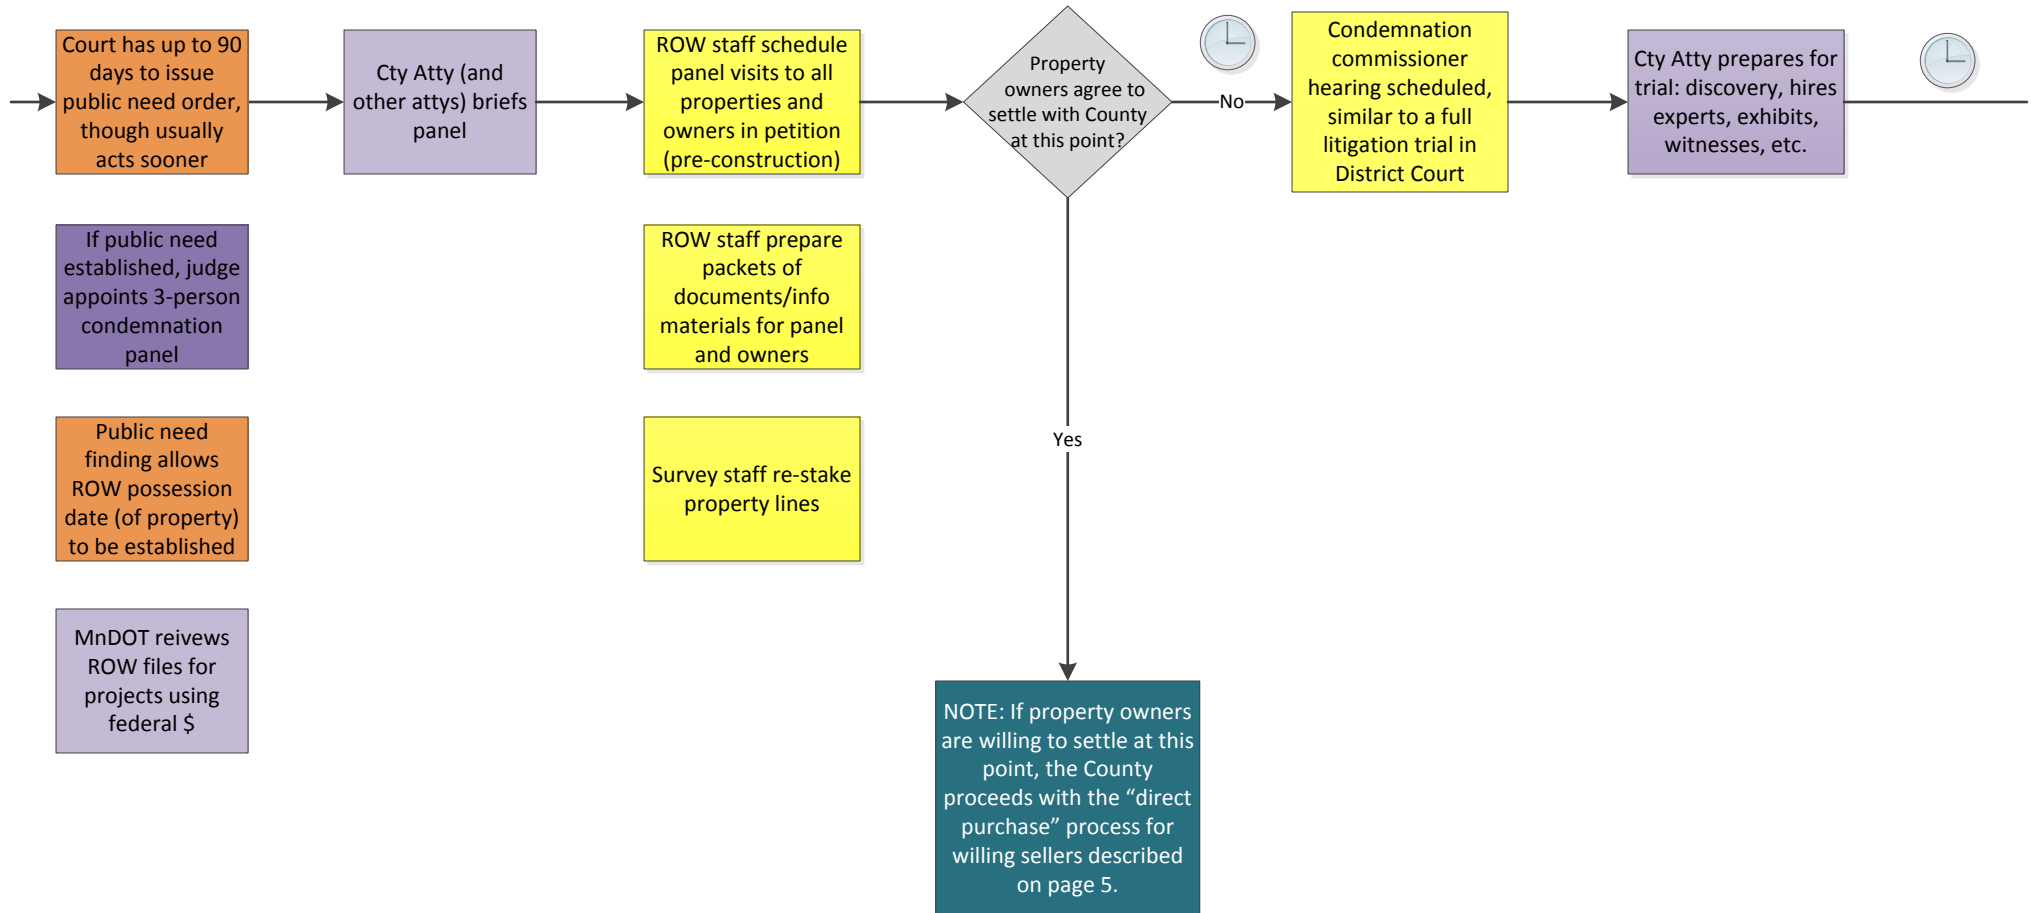 Court has up to 90
days to issue
public need order,
though usually
acts sooner
If public need
established, judge
appoints 3-person
condemnation
panel
Public need
finding allows
ROW possession
date (of property)
to be established
MnDOT reivews
ROW files for
projects using
federal $
Cty Atty (and
other attys) briefs
panel
ROW staff schedule
panel visits to all
properties and
owners in petition
(pre-construction)
ROW staff prepare
packets of
documents/info
materials for panel
and owners
Survey staff re-stake
property lines
Property
owners agree to
settle with County
at this point?
No
Yes
NOTE: If property owners
are willing to settle at this
point, the County
proceeds with the “direct
purchase” process for
willing sellers described
on page 5.
Condemnation
commissioner
hearing scheduled,
similar to a full
litigation trial in
District Court
Cty Atty prepares for
trial: discovery, hires
experts, exhibits,
witnesses, etc.